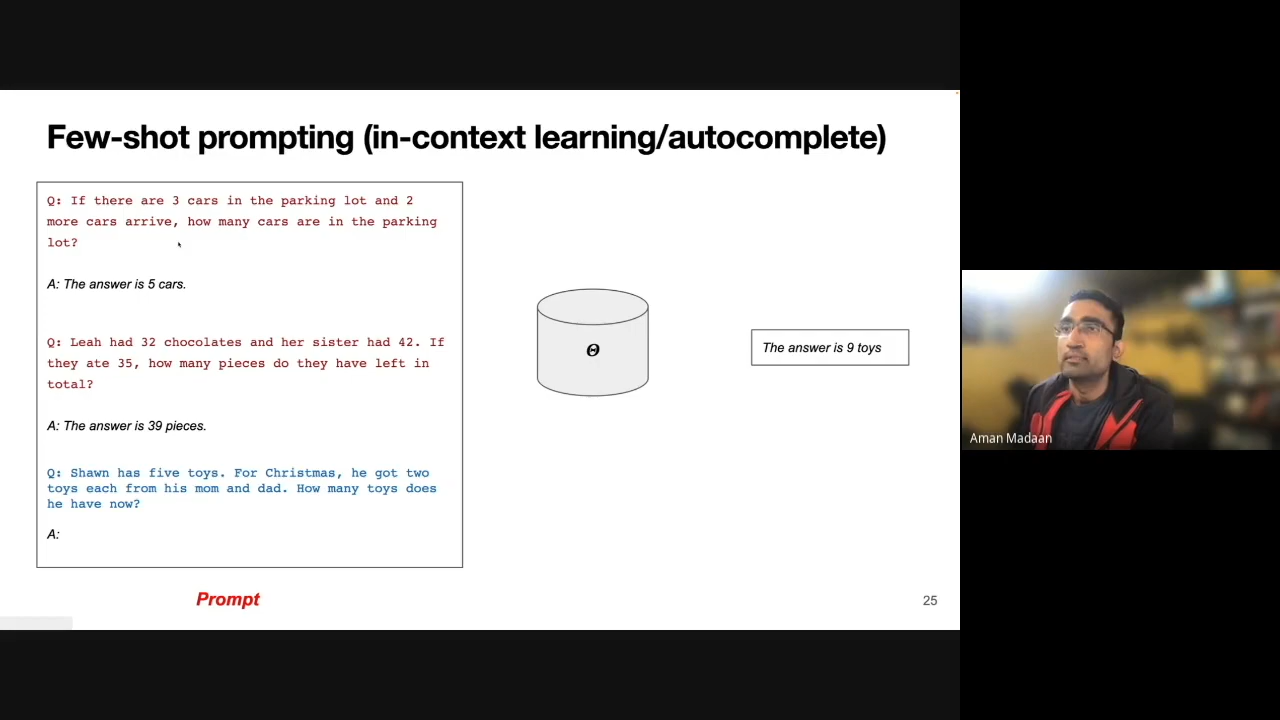 Few-shot prompting (in-context learning/autocomplete)
Q: If there are 3 cars in the parking lot and 2
more cars arrive, how many cars are in the parking
lot?
A: The answer is 5 cars.
Q: Leah had 32 chocolates and her sister had 42. If
they ate 35, how many pieces do they have left in
total?
A: The answer is 39 pieces.
Q: Shawn has five toys. For Christmas, he got two
toys each from his mom and dad. How many toys does
he have now?
A:
Prompt
Θ
The answer is 9 toys
25
Aman Madaan